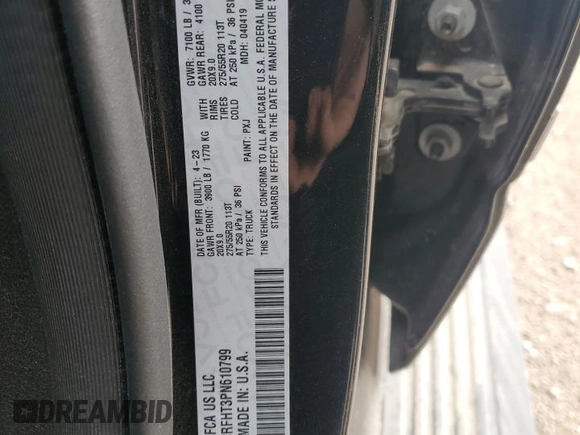 FCA US LLC
DATE OF MFR (BUILT): 4-23
GVWR: 7100 LB
GAWR FRONT: 3900 LB / 1770 KG WITH
GAWR REAR: 4100
20X9.0 RIMS 20X9.0
275/55R20 113T TIRES 275/55R20 113T
AT 250 kPa / 36 PSI COLD AT 250 kPa / 36 PSI
TYPE: TRUCK PAINT: PXJ MDH: 040419
THIS VEHICLE CONFORMS TO ALL APPLICABLE U.S.A. FEDERAL
STANDARDS IN EFFECT ON THE DATE OF MANUFACTURE
RFHT3PN610799
MADE IN: U.S.A.
AUTOBIDMASTER